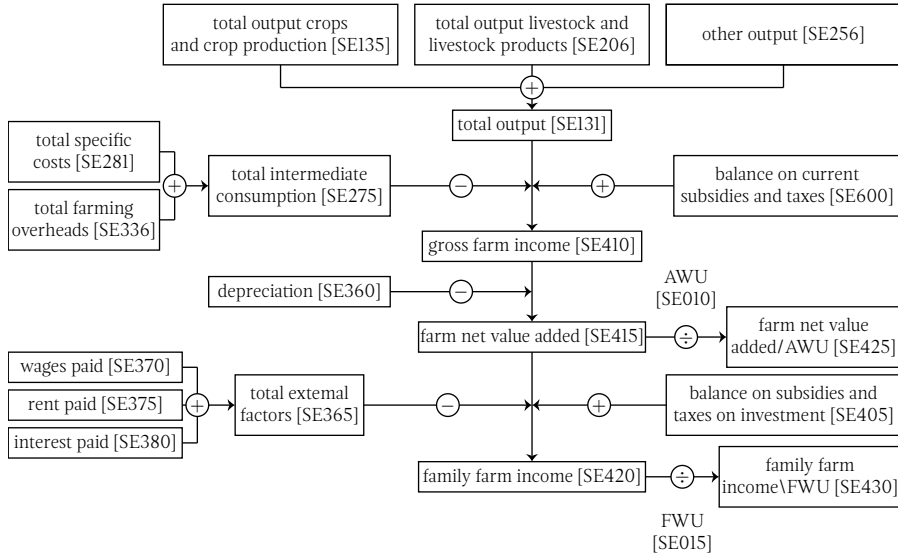 total output crops
and crop production [SE135]
total output livestock and
livestock products [SE206]
other output [SE256]
+
total output [SE131]
total specific
costs [SE281]
total farming
overheads [SE336]
+
total intermediate
consumption [SE275]
−
+
balance on current
subsidies and taxes [SE600]
gross farm income [SE410]
depreciation [SE360]
−
AWU
[SE010]
farm net value added [SE415]
÷
farm net value
added/AWU [SE425]
wages paid [SE370]
rent paid [SE375]
interest paid [SE380]
+
total external
factors [SE365]
−
+
balance on subsidies and
taxes on investment [SE405]
family farm income [SE420]
÷
family farm
income\FWU [SE430]
FWU
[SE015]